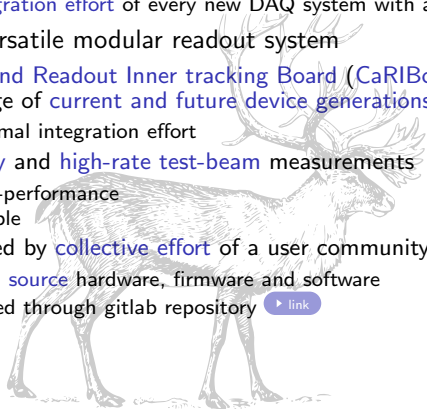 gration effort of every new DAQ system with a
ersatile modular readout system
nd Readout Inner tracking Board (CaRIBo
ge of current and future device generations
mal integration effort
y and high-rate test-beam measurements
-performance
ble
ed by collective effort of a user community
source hardware, firmware and software
ed through gitlab repository link